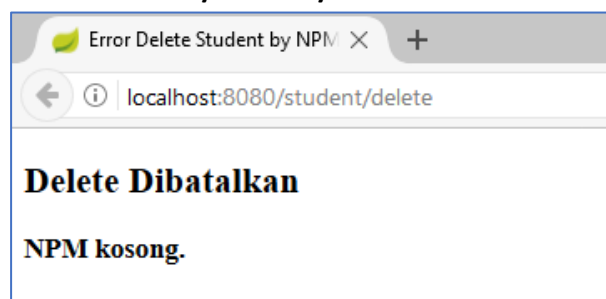 Error Delete Student by NPM
localhost:8080/student/delete
Delete Dibatalkan
NPM kosong.